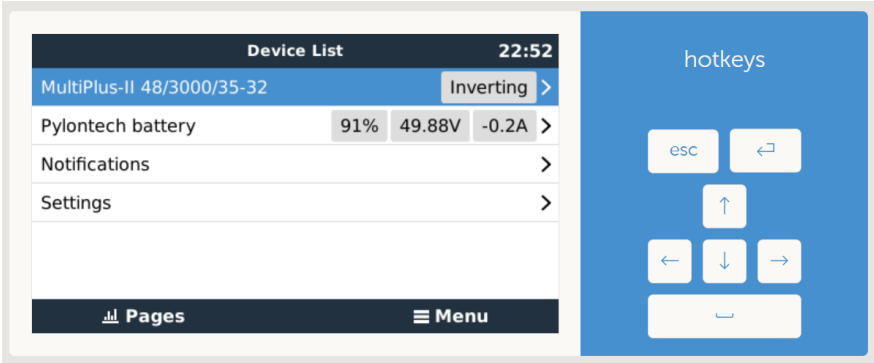 Device List 22:52
MultiPlus-II 48/3000/35-32 Inverting
Pylontech battery 91% 49.88V -0.2A
Notifications
Settings
Pages Menu
hotkeys
esc